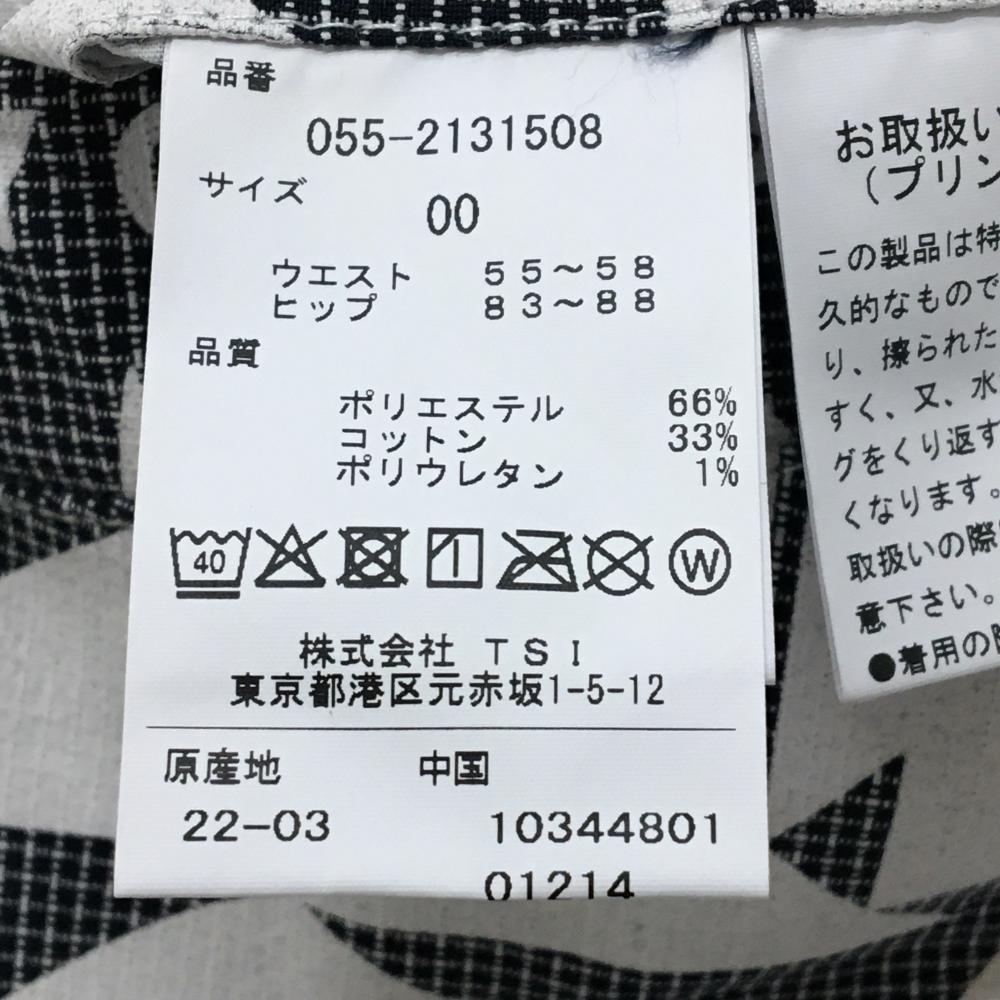 品番
055-2131508
サイズ
00
ウエスト 55～58
ヒップ 83～88
品質
ポリエステル 66%
コットン 33%
ポリウレタン 1%
40
W
株式会社 TSI
東京都港区元赤坂1-5-12
原産地 中国
22-03 10344801
01214
お取扱い
(プリン
この製品は特
久的なもので
り、擦られた
すく、又、水
グをくり返す
くなります。
取扱いの際
意下さい。
●着用の